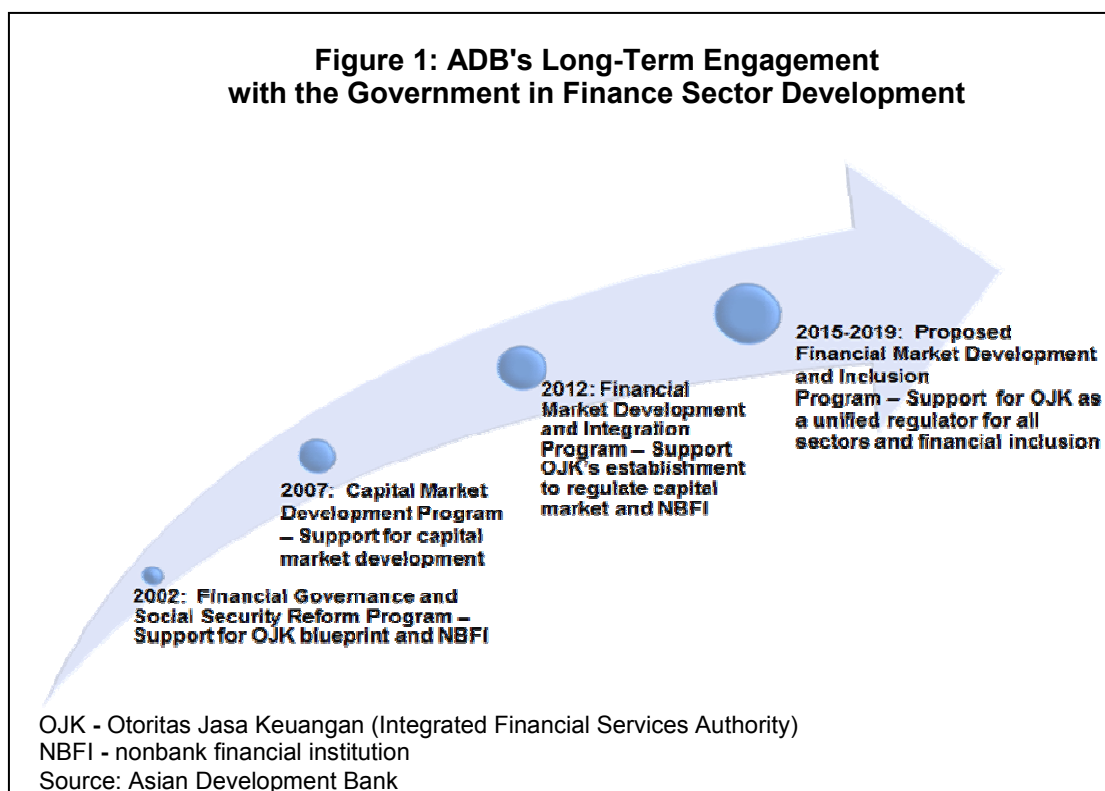 Figure 1: ADB's Long-Term Engagement
with the Government in Finance Sector Development
2015-2019: Proposed
Financial Market Development
and Inclusion
Program – Support for OJK as
a unified regulator for all
sectors and financial inclusion
2012: Financial
Market Development
and Integration
Program – Support
OJK's establishment
to regulate capital
market and NBFI
2007: Capital Market
Development Program
– Support for capital
market development
2002: Financial Governance and
Social Security Reform Program –
Support for OJK blueprint and NBFI
OJK - Otoritas Jasa Keuangan (Integrated Financial Services Authority)
NBFI - nonbank financial institution
Source: Asian Development Bank